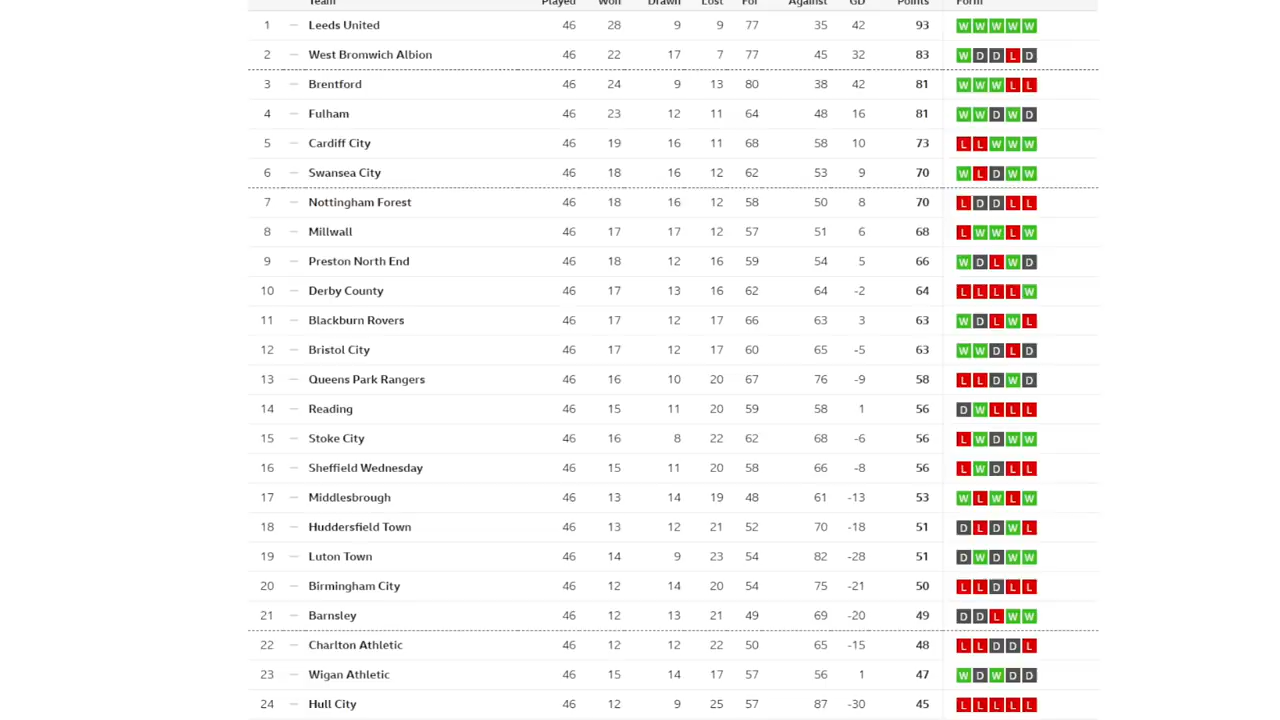 Team Played Won Drawn Lost For Against GD Points Form
1 — Leeds United 46 28 9 9 77 35 42 93 W W W W W
2 — West Bromwich Albion 46 22 17 7 77 45 32 83 W D D L D
3 — Brentford 46 24 9 13 80 38 42 81 W W W L L
4 — Fulham 46 23 12 11 64 48 16 81 W W D W D
5 — Cardiff City 46 19 16 11 68 58 10 73 L L W W W
6 — Swansea City 46 18 16 12 62 53 9 70 W L D W W
7 — Nottingham Forest 46 18 16 12 58 50 8 70 L D D L L
8 — Millwall 46 17 17 12 57 51 6 68 L W W L W
9 — Preston North End 46 18 12 16 59 54 5 66 W D L W D
10 — Derby County 46 17 13 16 62 64 -2 64 L L L L W
11 — Blackburn Rovers 46 17 12 17 66 63 3 63 W D L W L
12 — Bristol City 46 17 12 17 60 65 -5 63 W W D L D
13 — Queens Park Rangers 46 16 10 20 67 76 -9 58 L L D W D
14 — Reading 46 15 11 20 59 58 1 56 D W L L L
15 — Stoke City 46 16 8 22 62 68 -6 56 L W D W W
16 — Sheffield Wednesday 46 15 11 20 58 66 -8 56 L W D L L
17 — Middlesbrough 46 13 14 19 48 61 -13 53 W L W L W
18 — Huddersfield Town 46 13 12 21 52 70 -18 51 D L D W L
19 — Luton Town 46 14 9 23 54 82 -28 51 D W D W W
20 — Birmingham City 46 12 14 20 54 75 -21 50 L L D L L
21 — Barnsley 46 12 13 21 49 69 -20 49 D D L W W
22 — Charlton Athletic 46 12 12 22 50 65 -15 48 L L D D L
23 — Wigan Athletic 46 15 14 17 57 56 1 47 W D W D D
24 — Hull City 46 12 9 25 57 87 -30 45 L L L L L